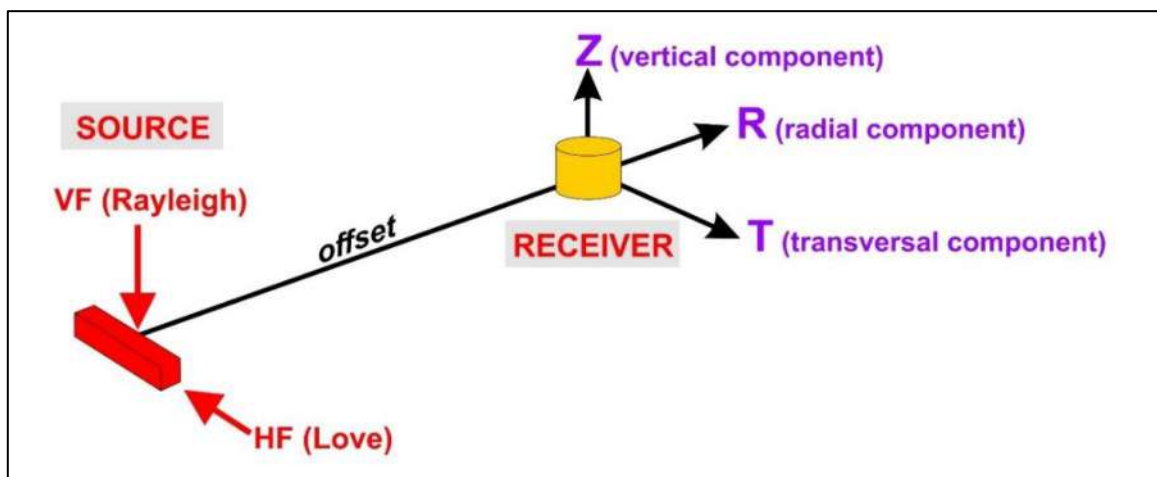 Z (vertical component)
SOURCE
R (radial component)
VF (Rayleigh)
offset
RECEIVER
T (transversal component)
HF (Love)